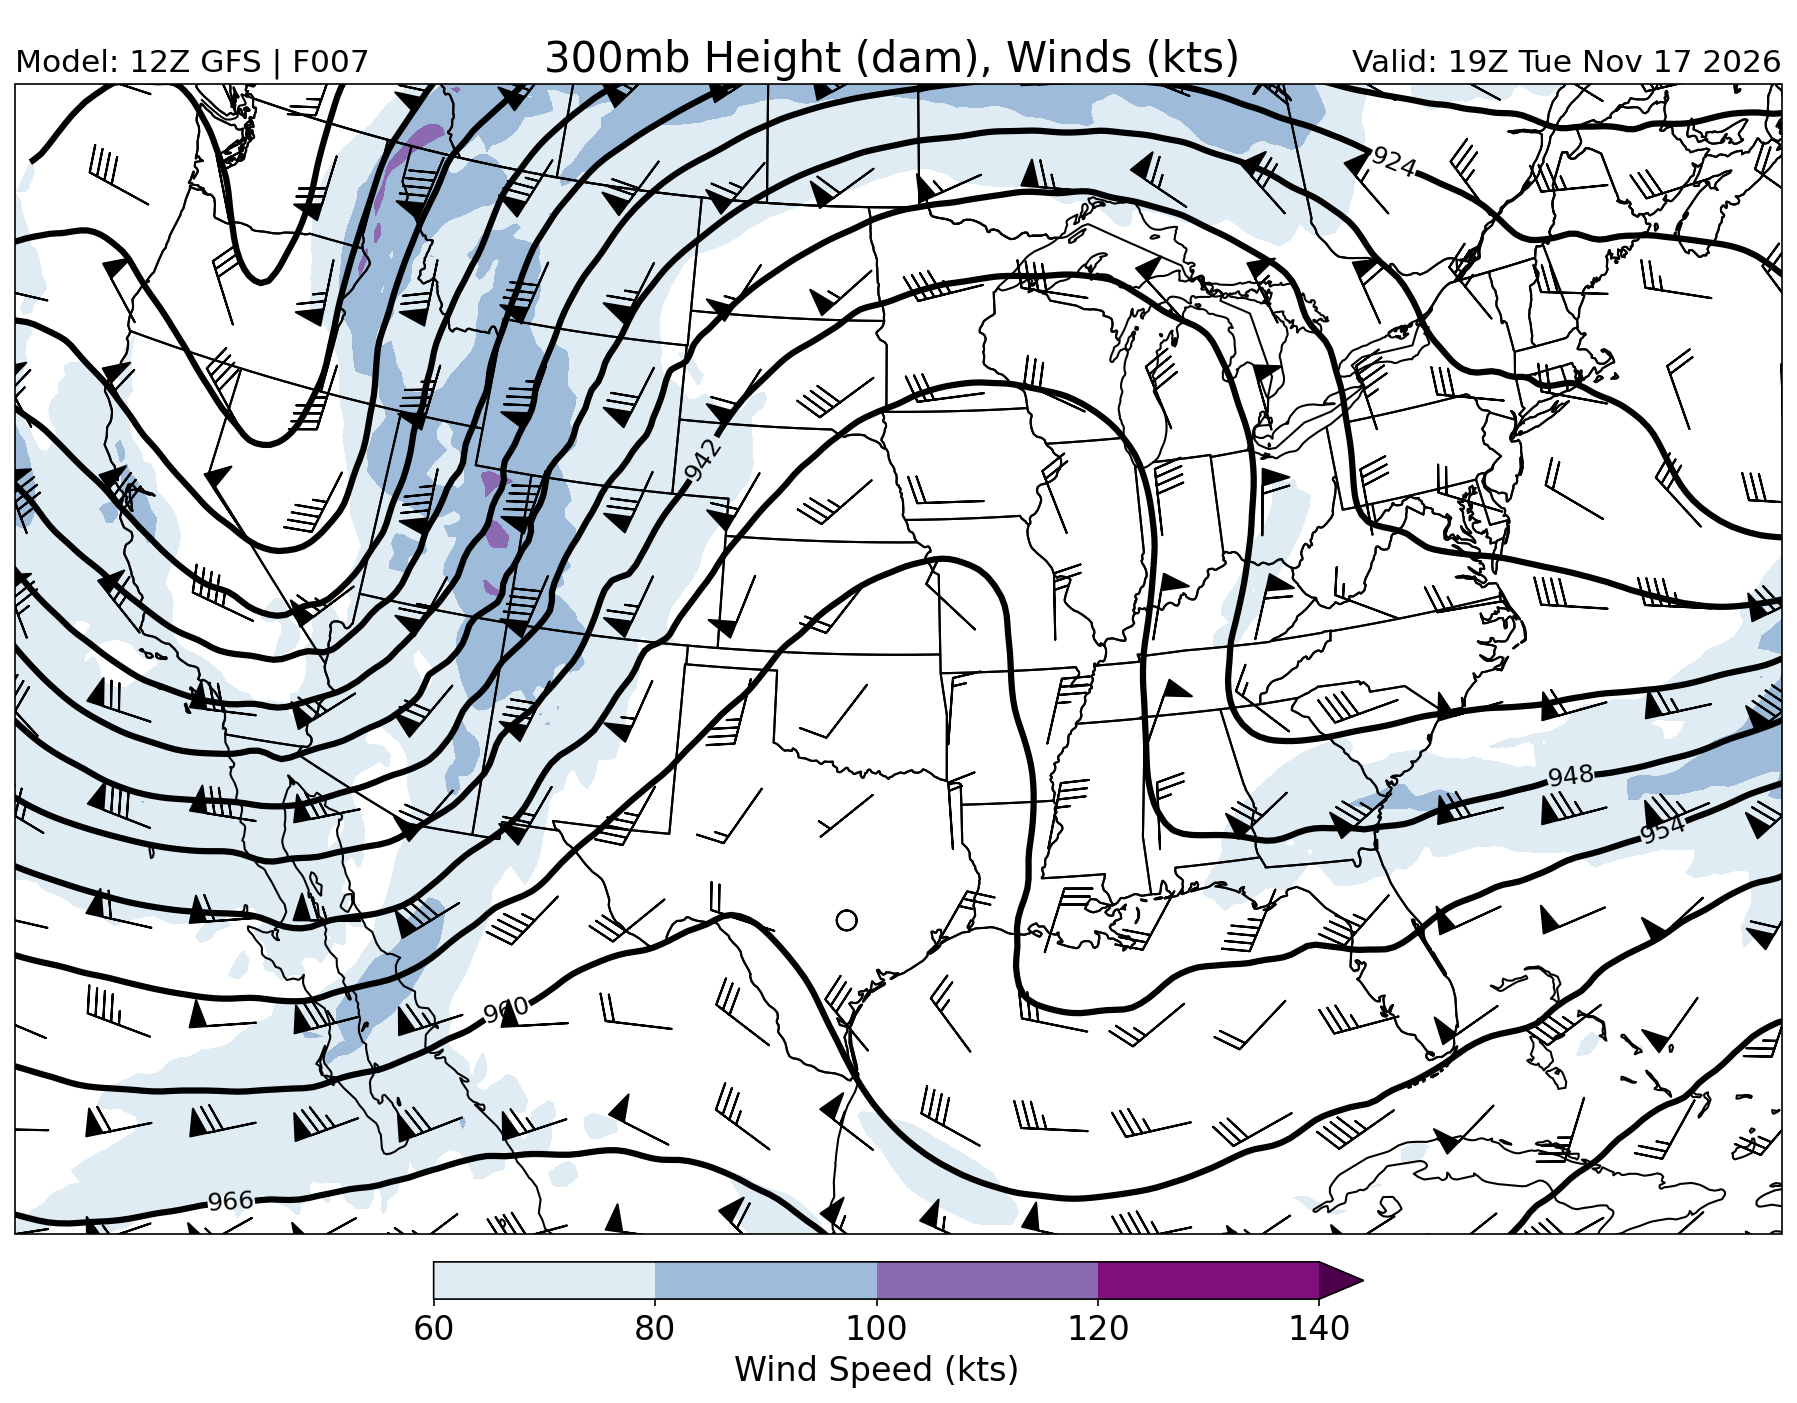 Model: 12Z GFS | F007
300mb Height (dam), Winds (kts)
Valid: 19Z Tue Nov 17 2026
924
942
948
954
960
966
60 80 100 120 140
Wind Speed (kts)